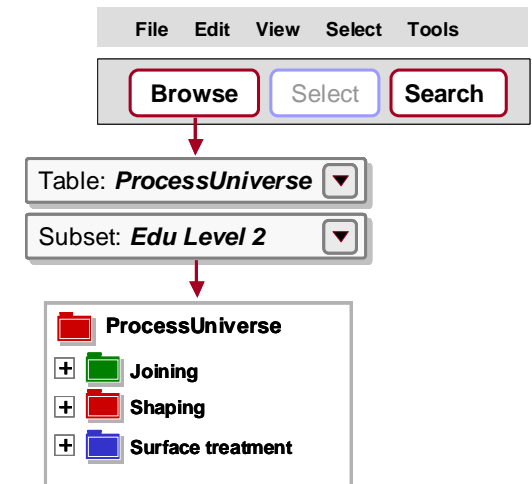 File Edit View Select Tools
Browse Select Search
Table: ProcessUniverse
Subset: Edu Level 2
ProcessUniverse
Joining
Shaping
Surface treatment